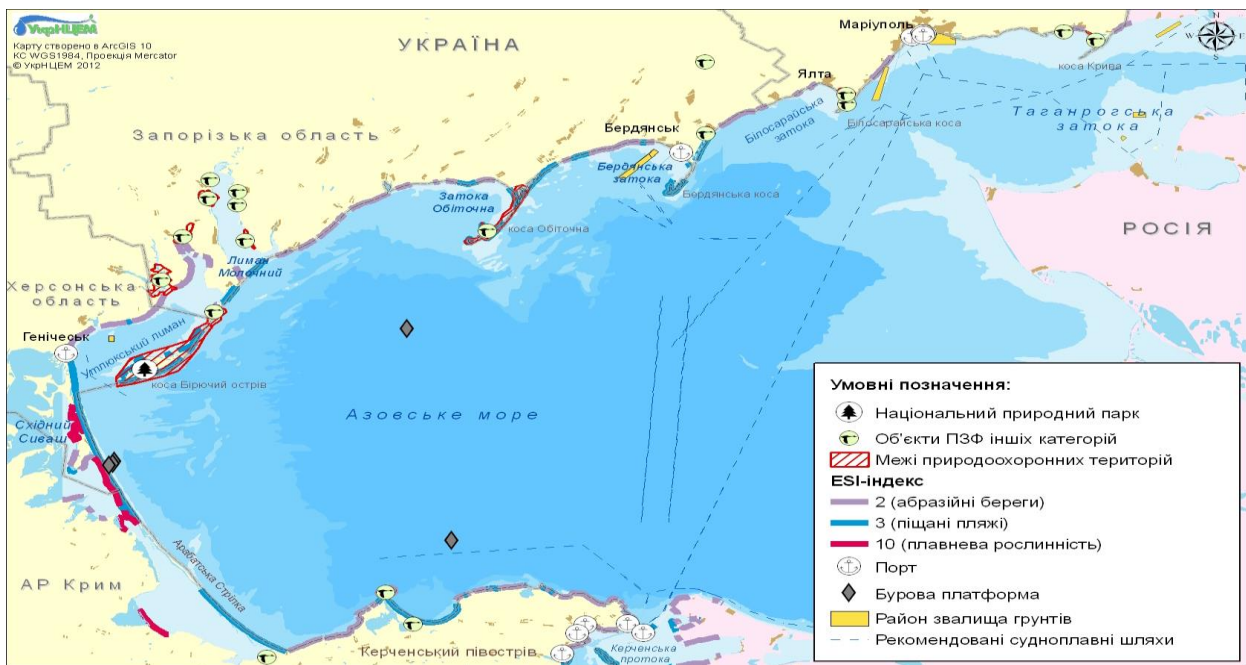 УкрНЦЕМ
Карту створено в ArcGIS 10
КС WGS1984, Проекція Mercator
© УкрНЦЕМ 2012
УКРАЇНА
Маріуполь
N
W
E
S
коса Крива
Ялта
Запорізька область
Білосарайська затока
Білосарайська коса
Таганрогська
затока
Бердянськ
Бердянська
затока
Бердянська коса
Затока
Обіточна
коса Обіточна
РОСІЯ
Лиман
Молочний
Херсонська
область
Генічеськ
Утлюкський лиман
коса Бірючий острів
Азовське море
Східний
Сиваш
Арабатська Стрілка
АР Крим
Керченський півострів
Керченська
протока
Умовні позначення:
Національний природний парк
Об'єкти ПЗФ іншіх категорій
Межі природоохоронних територій
ESI-індекс
2 (абразійні береги)
3 (піщані пляжі)
10 (плавнева рослинність)
Порт
Бурова платформа
Район звалища грунтів
Рекомендовані судноплавні шляхи